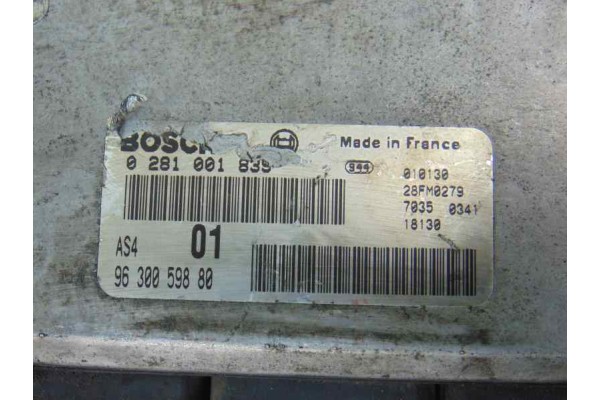 BOSCH
Made in France
0 281 001 839
944
010130
28FM0279
7035 0341
18130
AS4
01
96 300 598 80